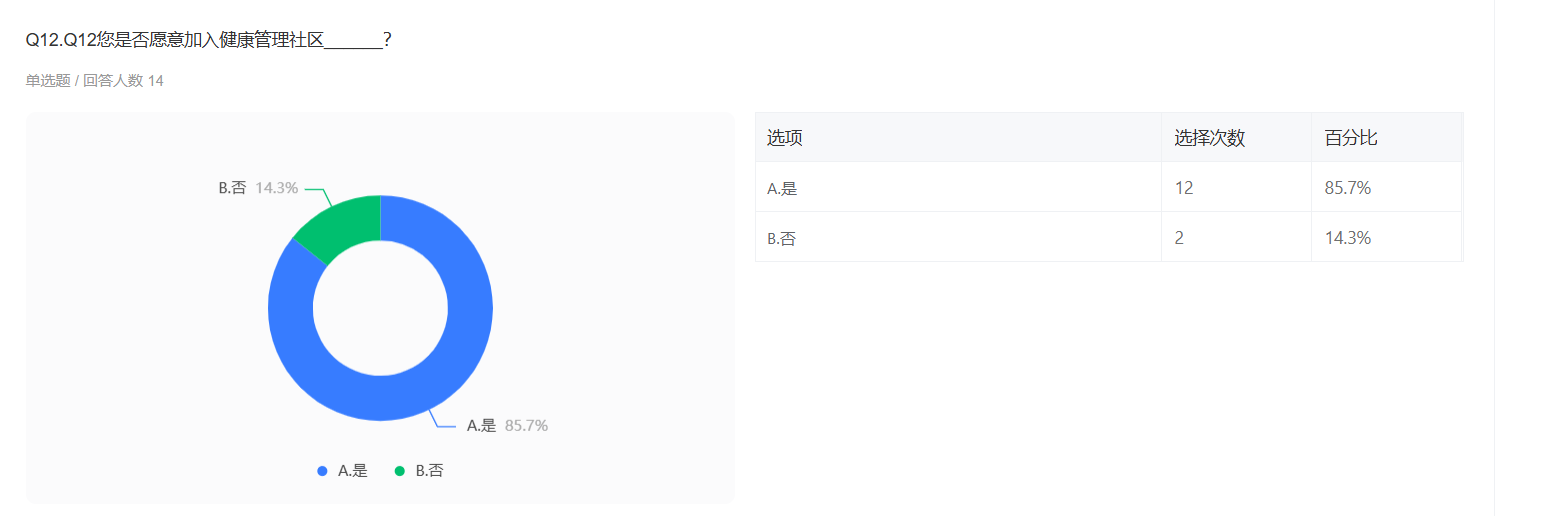 Q12.Q12您是否愿意加入健康管理社区_______?
单选题 / 回答人数 14
B.否 14.3%
A.是 85.7%
A.是 B.否
选项 选择次数 百分比
A.是 12 85.7%
B.否 2 14.3%